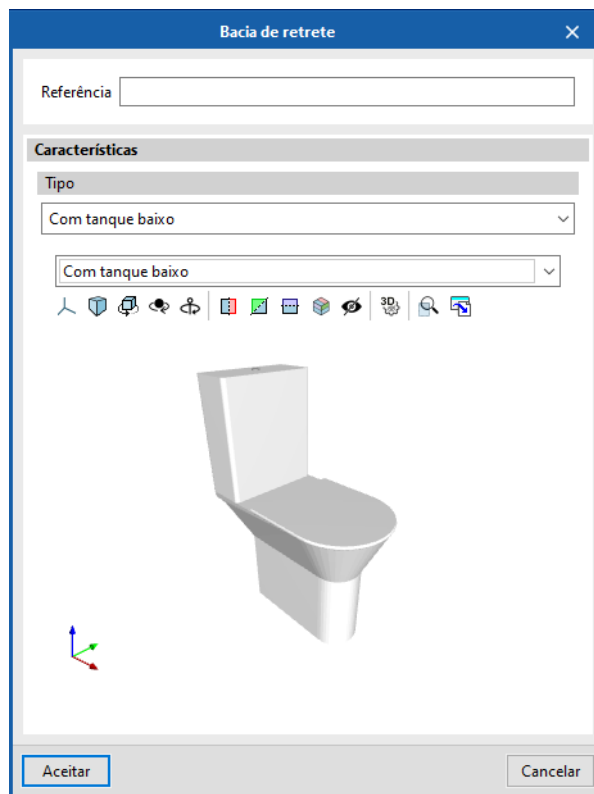 Bacia de retrete
Referência
Características
Tipo
Com tanque baixo
Com tanque baixo
3D
Aceitar
Cancelar